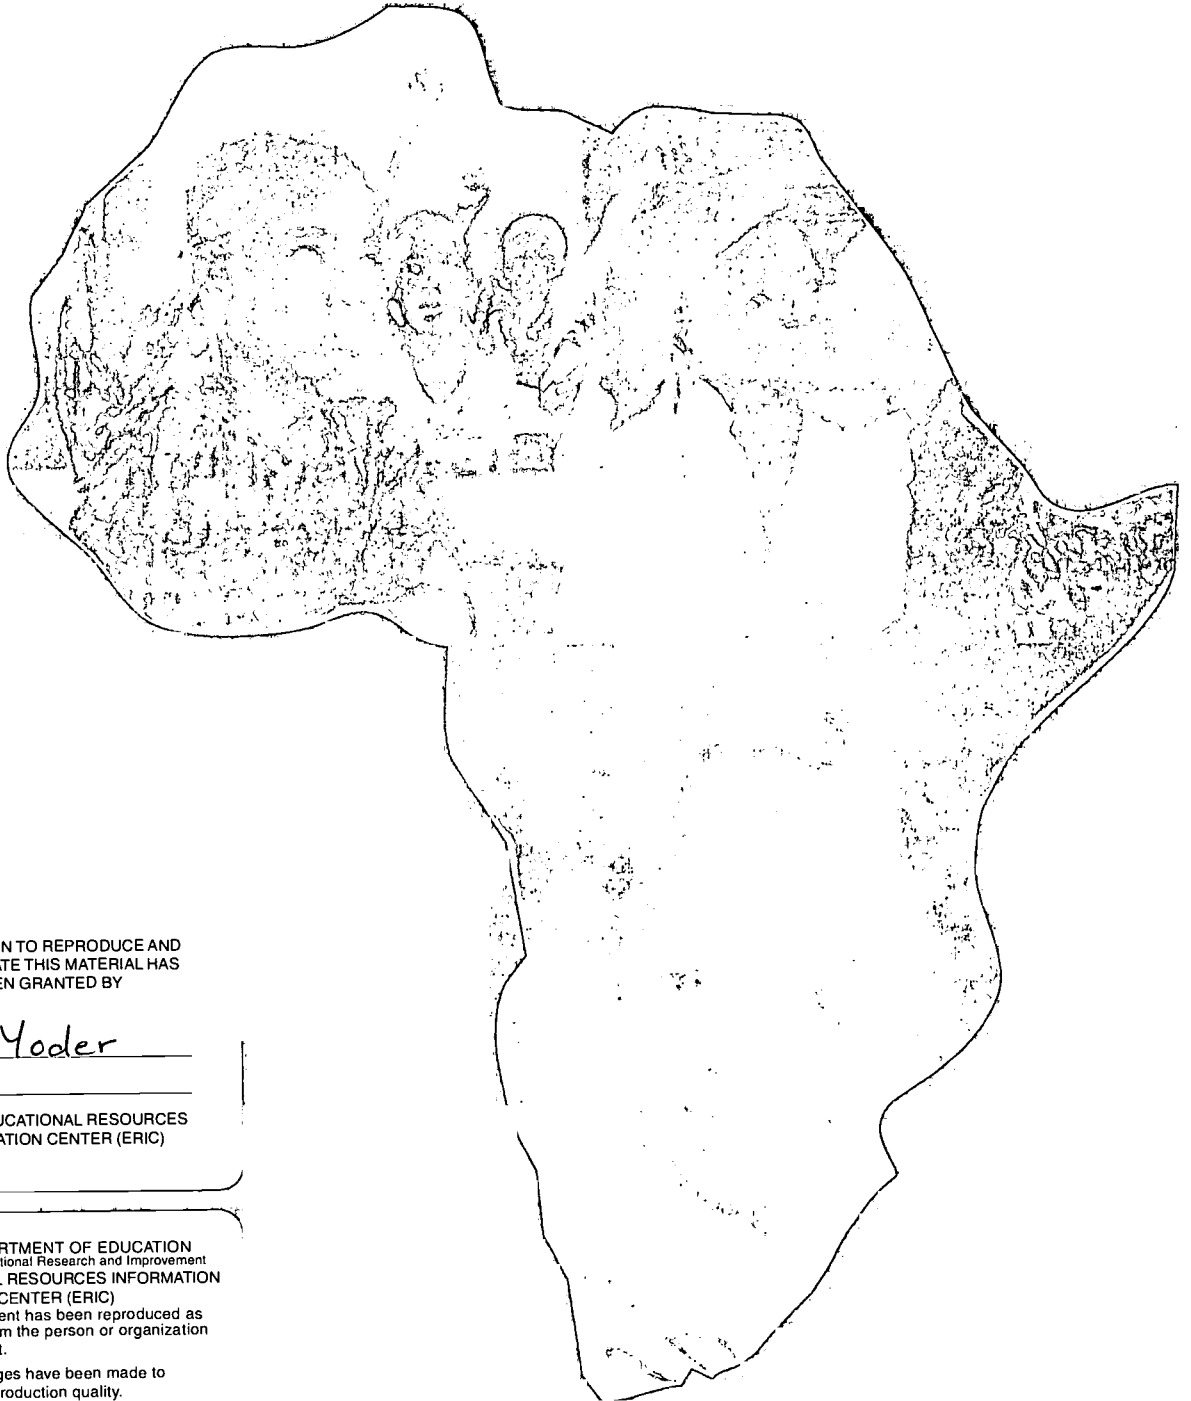 N TO REPRODUCE AND
ATE THIS MATERIAL HAS
EN GRANTED BY
Yoder
UCATIONAL RESOURCES
ATION CENTER (ERIC)
RTMENT OF EDUCATION
tional Research and Improvement
L RESOURCES INFORMATION
CENTER (ERIC)
ent has been reproduced as
m the person or organization
t.
ges have been made to
roduction quality.